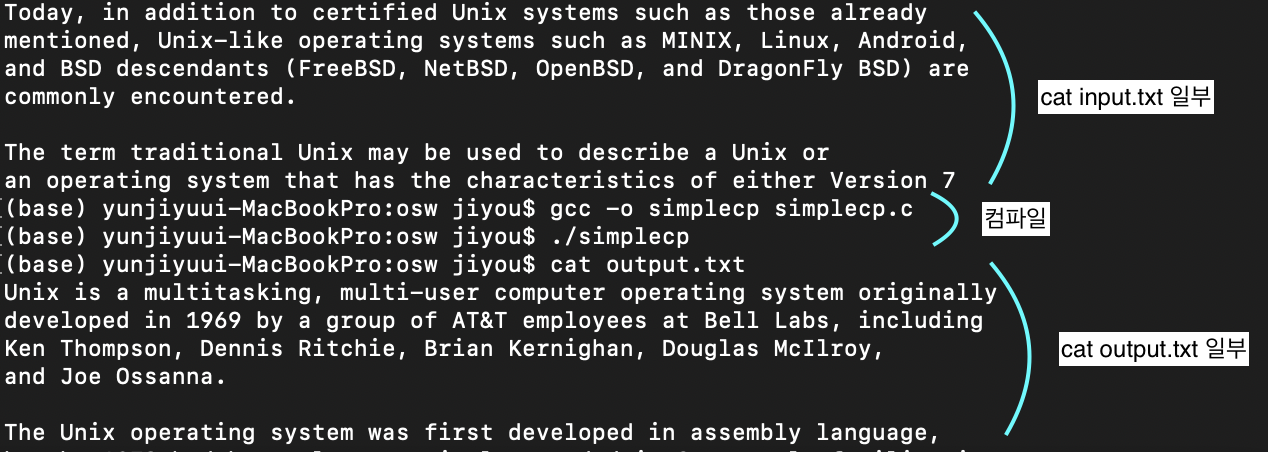 Today, in addition to certified Unix systems such as those already
mentioned, Unix-like operating systems such as MINIX, Linux, Android,
and BSD descendants (FreeBSD, NetBSD, OpenBSD, and DragonFly BSD) are
commonly encountered.
cat input.txt 일부
The term traditional Unix may be used to describe a Unix or
an operating system that has the characteristics of either Version 7
(base) yunjiyuui-MacBookPro:osw jiyou$ gcc -o simplecp simplecp.c
컴파일
(base) yunjiyuui-MacBookPro:osw jiyou$ ./simplecp
(base) yunjiyuui-MacBookPro:osw jiyou$ cat output.txt
Unix is a multitasking, multi-user computer operating system originally
developed in 1969 by a group of AT&T employees at Bell Labs, including
Ken Thompson, Dennis Ritchie, Brian Kernighan, Douglas McIlroy,
and Joe Ossanna.
cat output.txt 일부
The Unix operating system was first developed in assembly language,